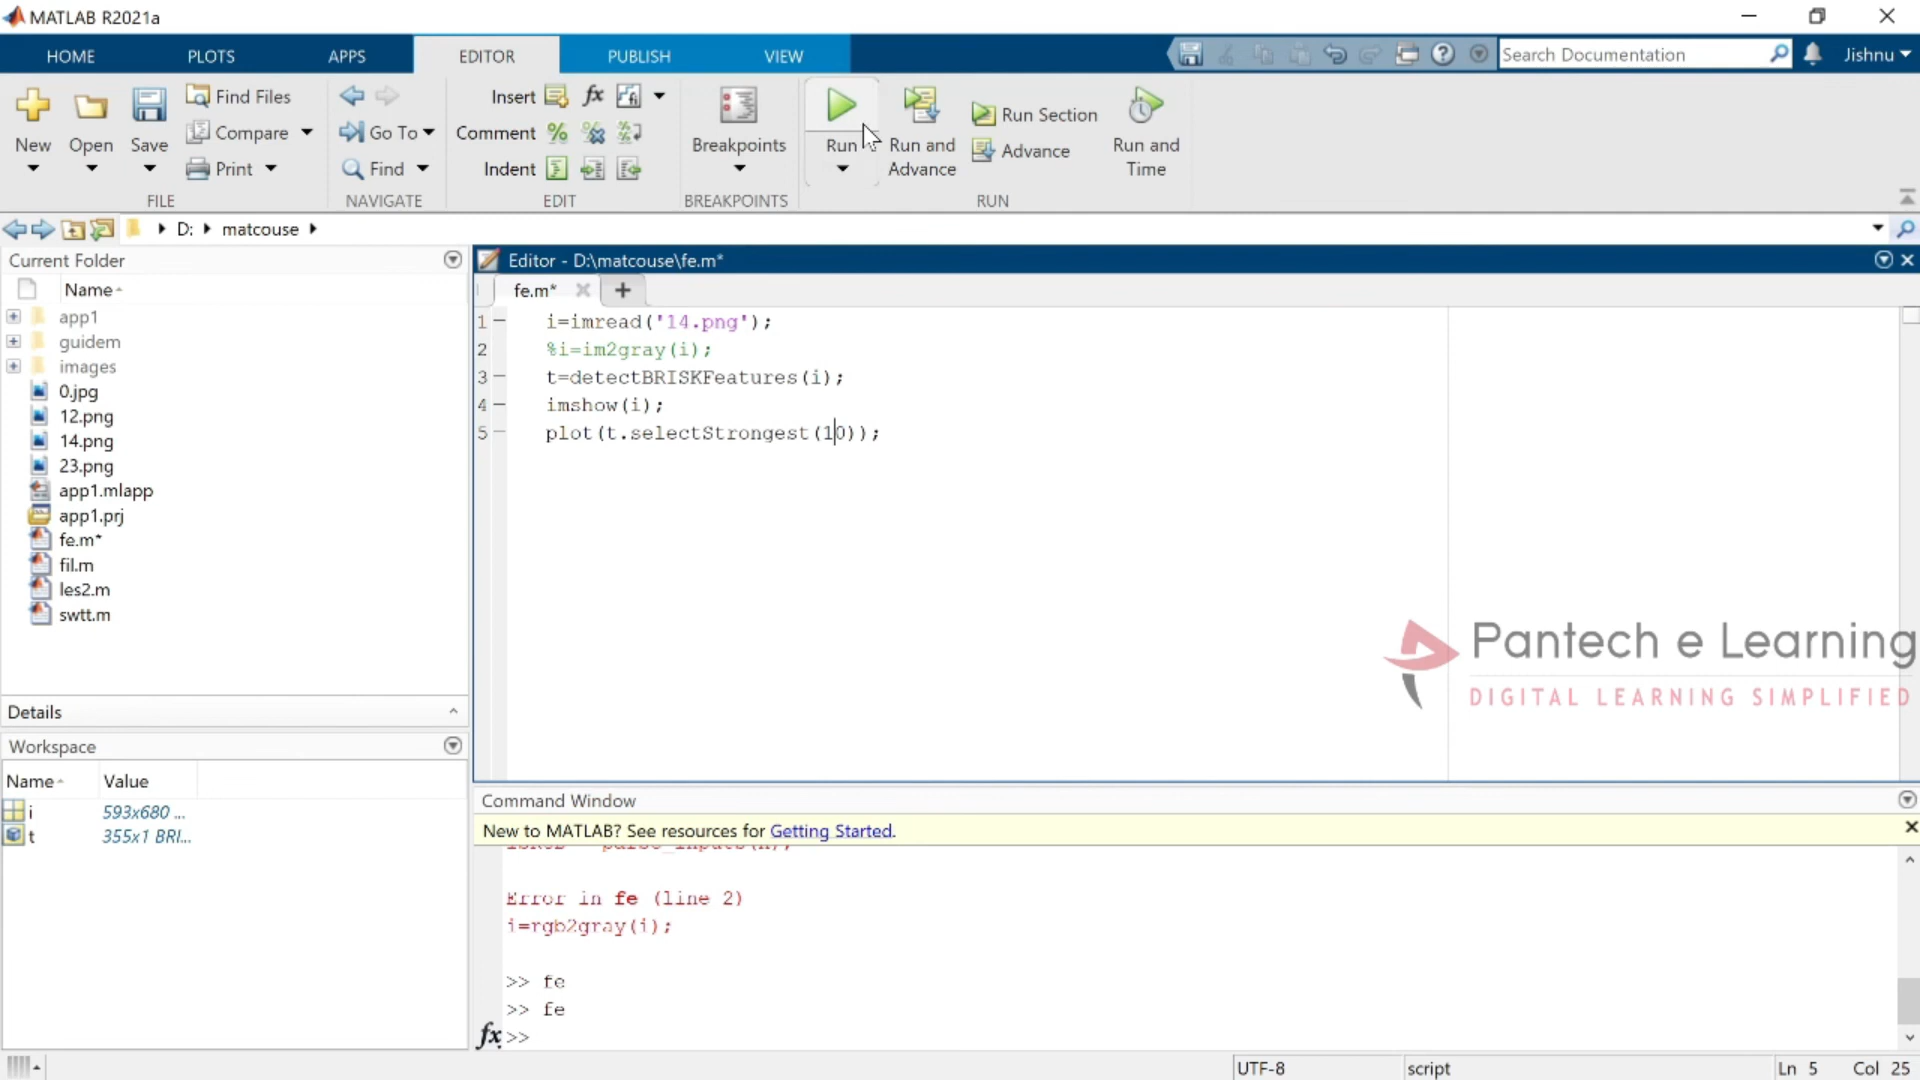 MATLAB R2021a
HOME PLOTS APPS EDITOR PUBLISH VIEW Search Documentation Jishnu
New Open Save Find Files Compare Print
FILE
Go To Find
NAVIGATE
Insert fx
Comment
Indent
EDIT
Breakpoints
BREAKPOINTS
Run Run and Advance Run Section Advance Run and Time
RUN
D: matcouse
Current Folder
Name
app1
guidem
images
0.jpg
12.png
14.png
23.png
app1.mlapp
app1.prj
fe.m*
fil.m
les2.m
swtt.m
Details
Workspace
Name Value
i 593x680 ...
t 355x1 BRI...
Editor - D:\matcouse\fe.m*
fe.m*
1 i=imread('14.png');
2 %i=im2gray(i);
3 t=detectBRISKFeatures(i);
4 imshow(i);
5 plot(t.selectStrongest(10));
Pantech e Learning
DIGITAL LEARNING SIMPLIFIED
Command Window
New to MATLAB? See resources for Getting Started.
Error in fe (line 2)
i=rgb2gray(i);
>> fe
>> fe
fx >>
UTF-8 script Ln 5 Col 25